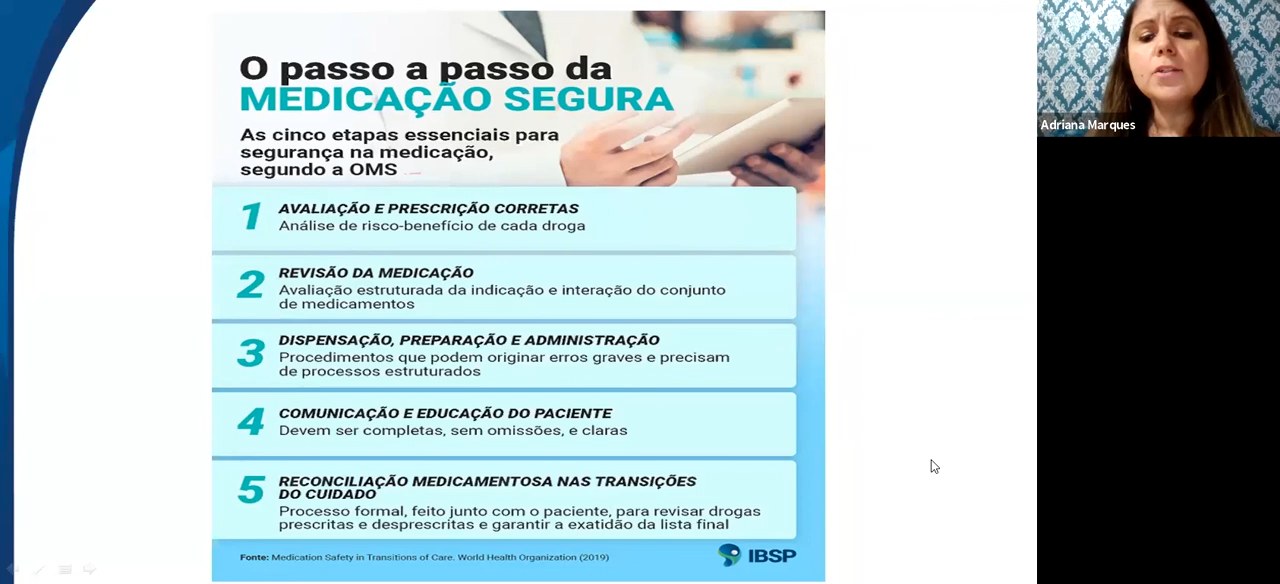 O passo a passo da
MEDICAÇÃO SEGURA
As cinco etapas essenciais para
segurança na medicação,
segundo a OMS
1 AVALIAÇÃO E PRESCRIÇÃO CORRETAS
Análise de risco-benefício de cada droga
2 REVISÃO DA MEDICAÇÃO
Avaliação estruturada da indicação e interação do conjunto
de medicamentos
3 DISPENSAÇÃO, PREPARAÇÃO E ADMINISTRAÇÃO
Procedimentos que podem originar erros graves e precisam
de processos estruturados
4 COMUNICAÇÃO E EDUCAÇÃO DO PACIENTE
Devem ser completas, sem omissões, e claras
5 RECONCILIAÇÃO MEDICAMENTOSA NAS TRANSIÇÕES
DO CUIDADO
Processo formal, feito junto com o paciente, para revisar drogas
prescritas e desprescritas e garantir a exatidão da lista final
Fonte: Medication Safety in Transitions of Care. World Health Organization (2019)
IBSP
Adriana Marques